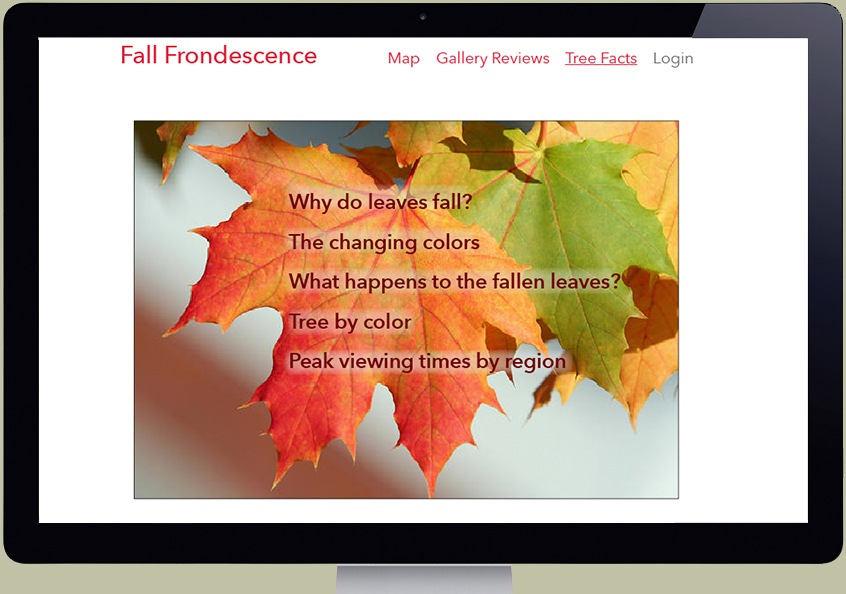 Fall Frondescence
Map Gallery Reviews Tree Facts Login
Why do leaves fall?
The changing colors
What happens to the fallen leaves?
Tree by color
Peak viewing times by region